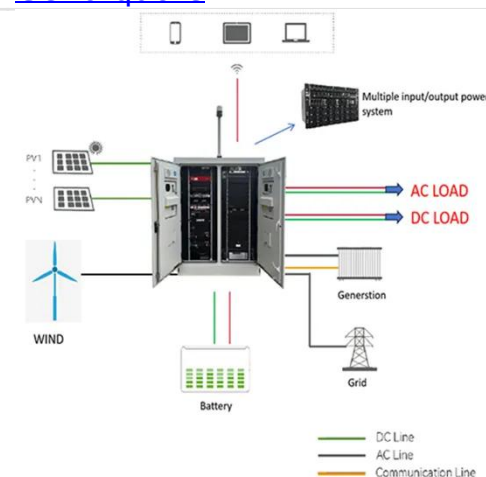 Multiple input/output powe
system
PV1
PVN
AC LOAD
DC LOAD
WIND
Generstion
Grid
Battery
DC Line
AC Line
Communication Line